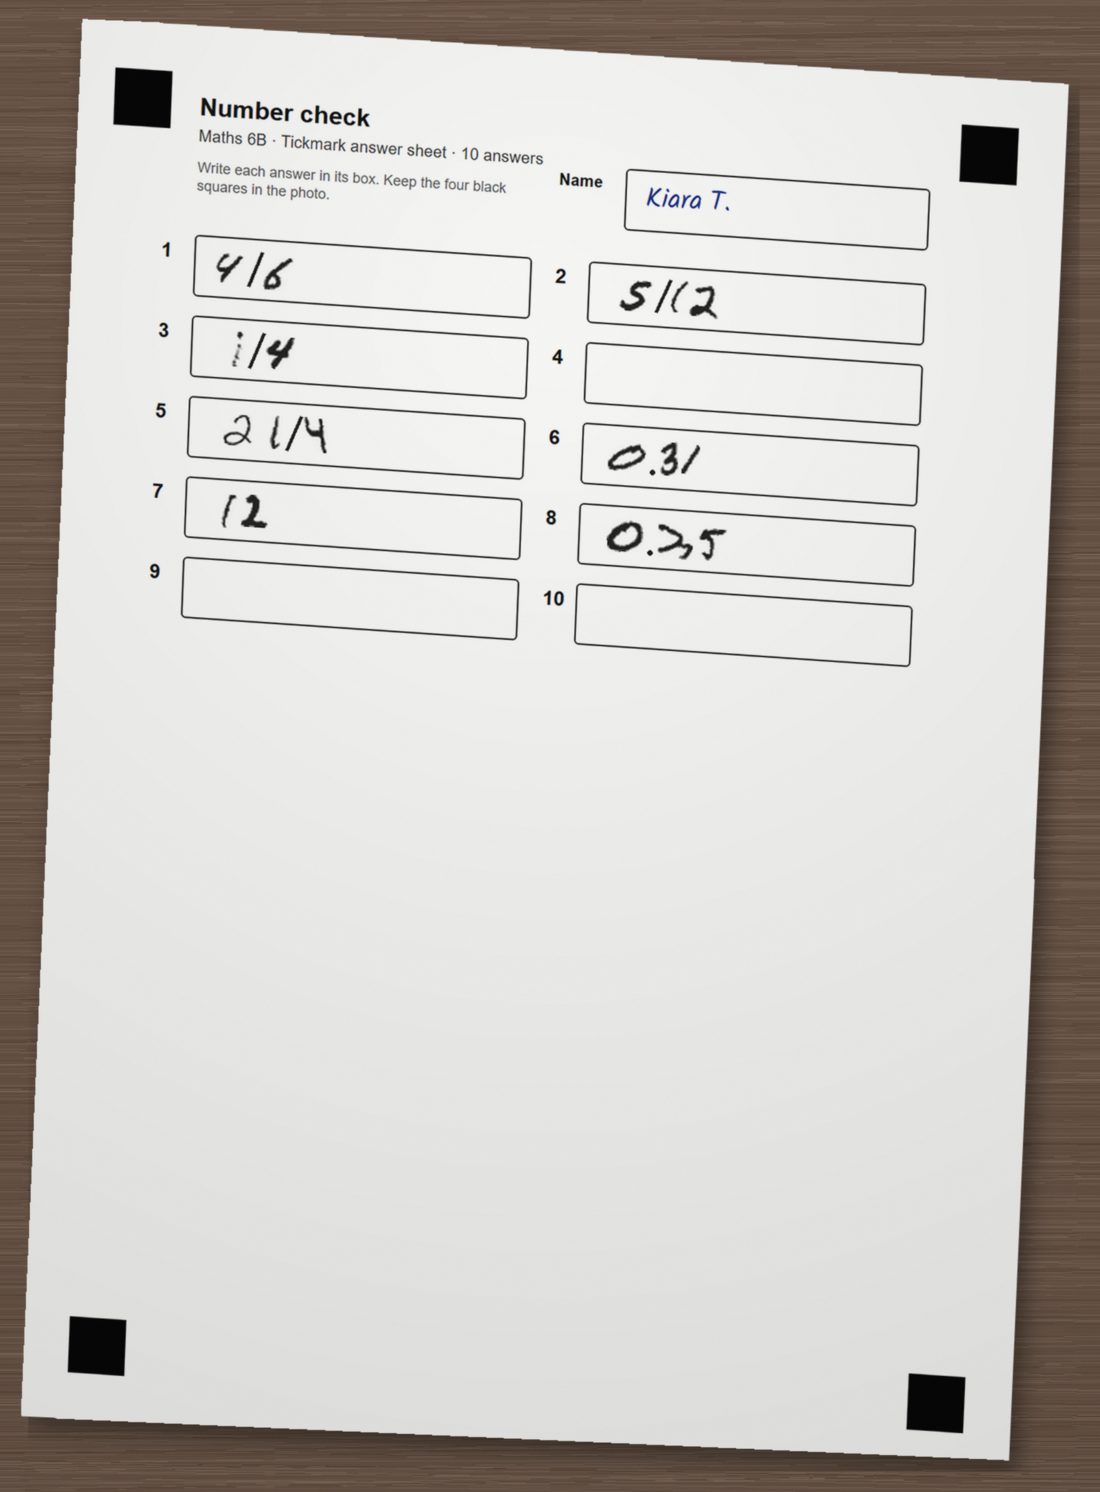 Number check
Maths 6B · Tickmark answer sheet · 10 answers
Write each answer in its box. Keep the four black
squares in the photo.
Name
Kiara T.
1
4/6
2
5/12
3
1/4
4
5
2 1/4
6
0.31
7
12
8
0.35
9
10